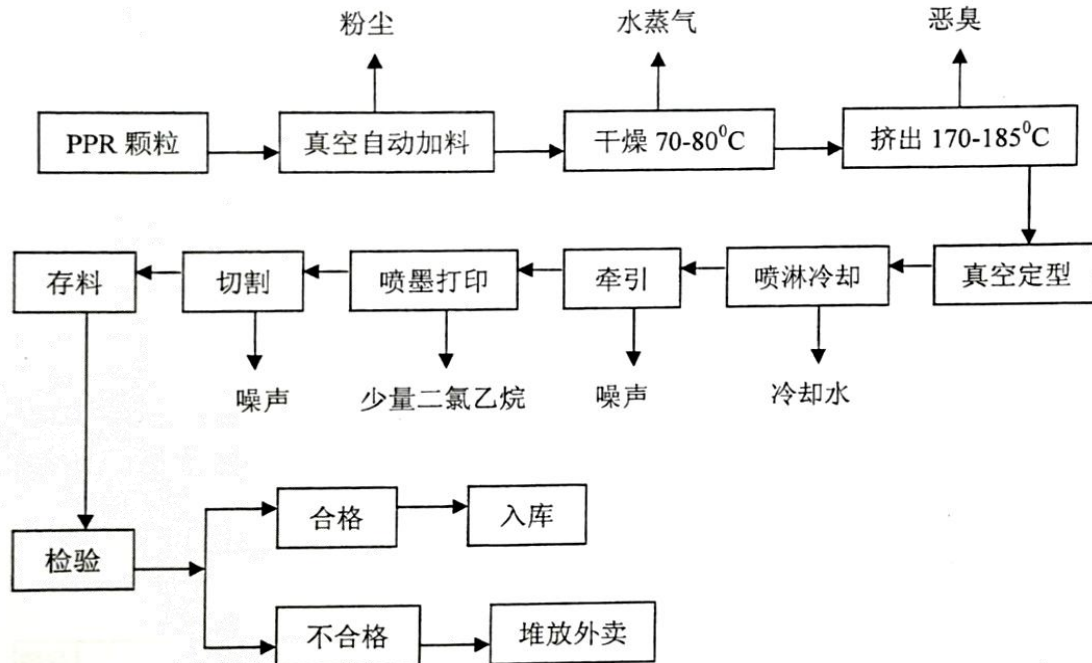 粉尘 水蒸气 恶臭
PPR 颗粒 真空自动加料 干燥 70-80⁰C 挤出 170-185⁰C
存料 切割 喷墨打印 牵引 喷淋冷却 真空定型
噪声 少量二氯乙烷 噪声 冷却水
合格 入库
检验
不合格 堆放外卖